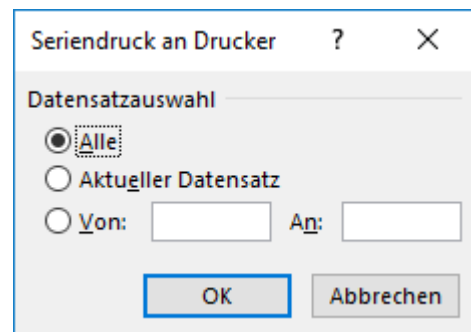 Seriendruck an Drucker ?
Datensatzauswahl
Alle
Aktueller Datensatz
Von: An:
OK Abbrechen